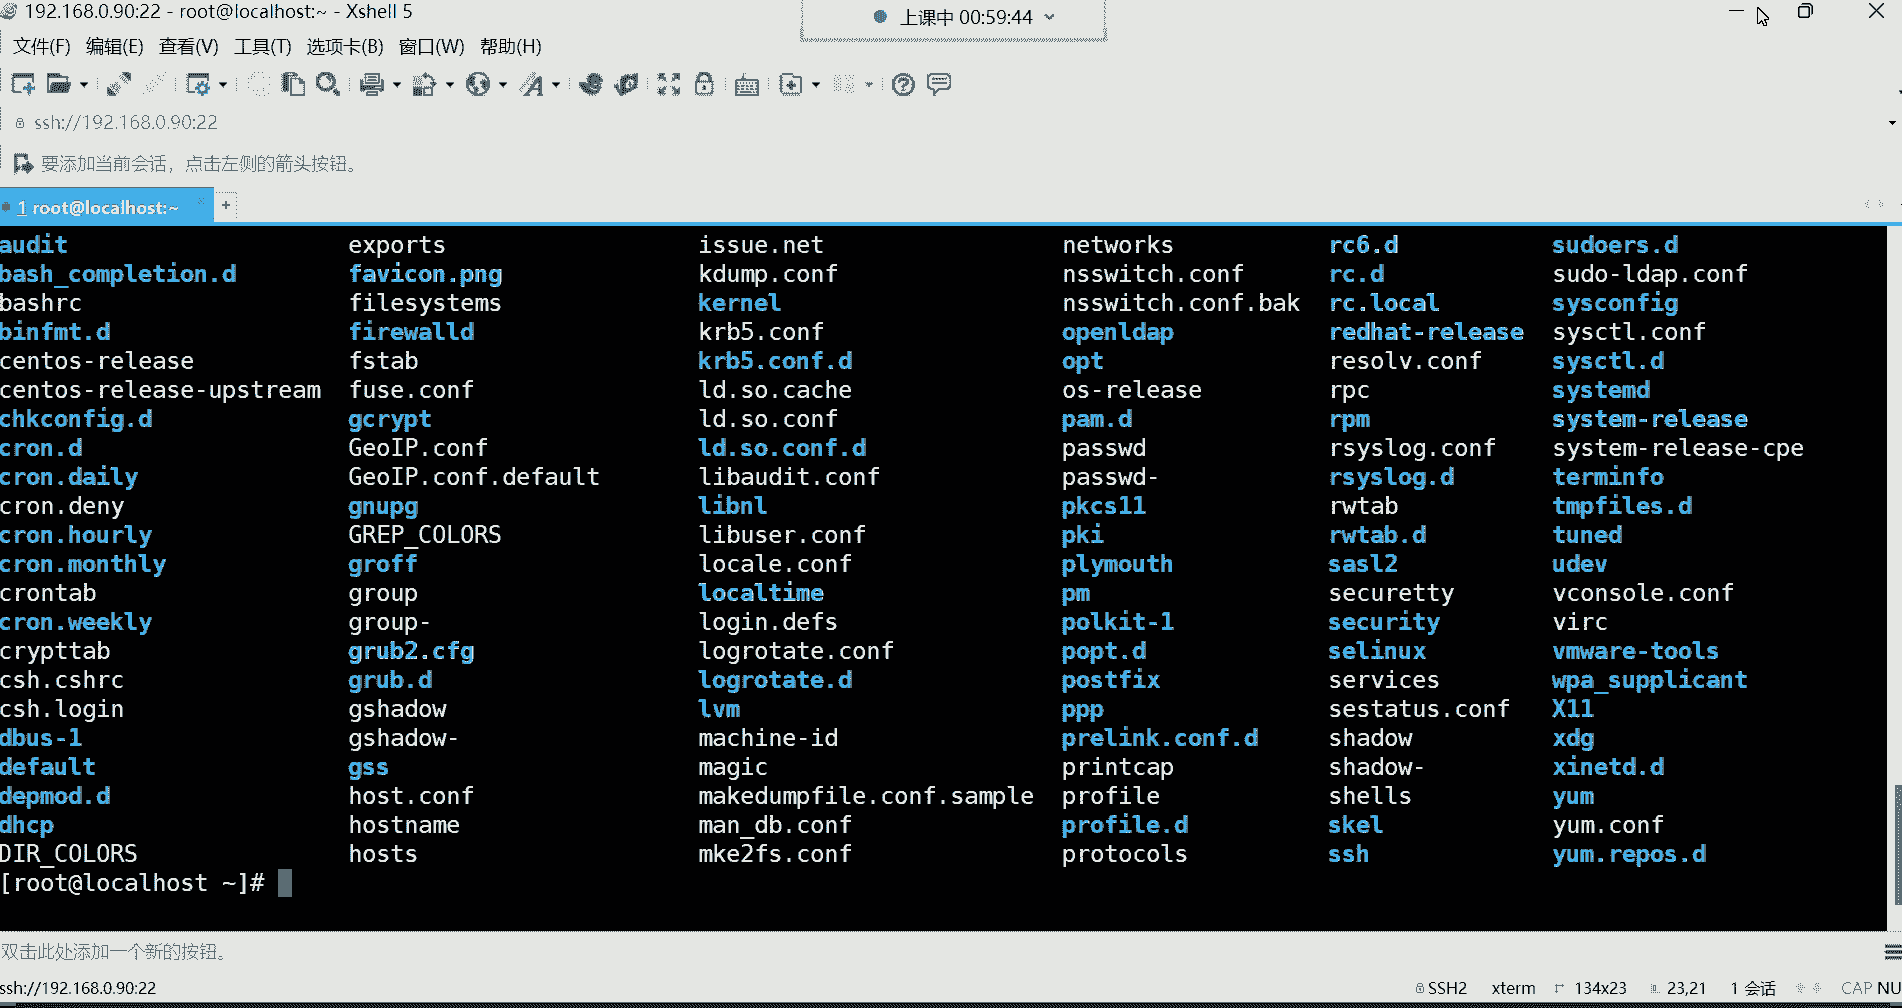 192.168.0.90:22 - root@localhost:~ - Xshell 5
上课中 00:59:44
文件(F) 编辑(E) 查看(V) 工具(T) 选项卡(B) 窗口(W) 帮助(H)
ssh://192.168.0.90:22
要添加当前会话，点击左侧的箭头按钮。
1 root@localhost:~
audit exports issue.net networks rc6.d sudoers.d
bash_completion.d favicon.png kdump.conf nsswitch.conf rc.d sudo-ldap.conf
bashrc filesystems kernel nsswitch.conf.bak rc.local sysconfig
binfmt.d firewalld krb5.conf openldap redhat-release sysctl.conf
centos-release fstab krb5.conf.d opt resolv.conf sysctl.d
centos-release-upstream fuse.conf ld.so.cache os-release rpc systemd
chkconfig.d gcrypt ld.so.conf pam.d rpm system-release
cron.d GeoIP.conf ld.so.conf.d passwd rsyslog.conf system-release-cpe
cron.daily GeoIP.conf.default libaudit.conf passwd- rsyslog.d terminfo
cron.deny gnupg libnl pkcs11 rwtab tmpfiles.d
cron.hourly GREP_COLORS libuser.conf pki rwtab.d tuned
cron.monthly groff locale.conf plymouth sasl2 udev
crontab group localtime pm securetty vconsole.conf
cron.weekly group- login.defs polkit-1 security virc
crypttab grub2.cfg logrotate.conf popt.d selinux vmware-tools
csh.cshrc grub.d logrotate.d postfix services wpa_supplicant
csh.login gshadow lvm ppp sestatus.conf X11
dbus-1 gshadow- machine-id prelink.conf.d shadow xdg
default gss magic printcap shadow- xinetd.d
depmod.d host.conf makedumpfile.conf.sample profile shells yum
dhcp hostname man_db.conf profile.d skel yum.conf
DIR_COLORS hosts mke2fs.conf protocols ssh yum.repos.d
[root@localhost ~]#
双击此处添加一个新的按钮。
ssh://192.168.0.90:22 SSH2 xterm 134x23 23,21 1 会话 CAP NU